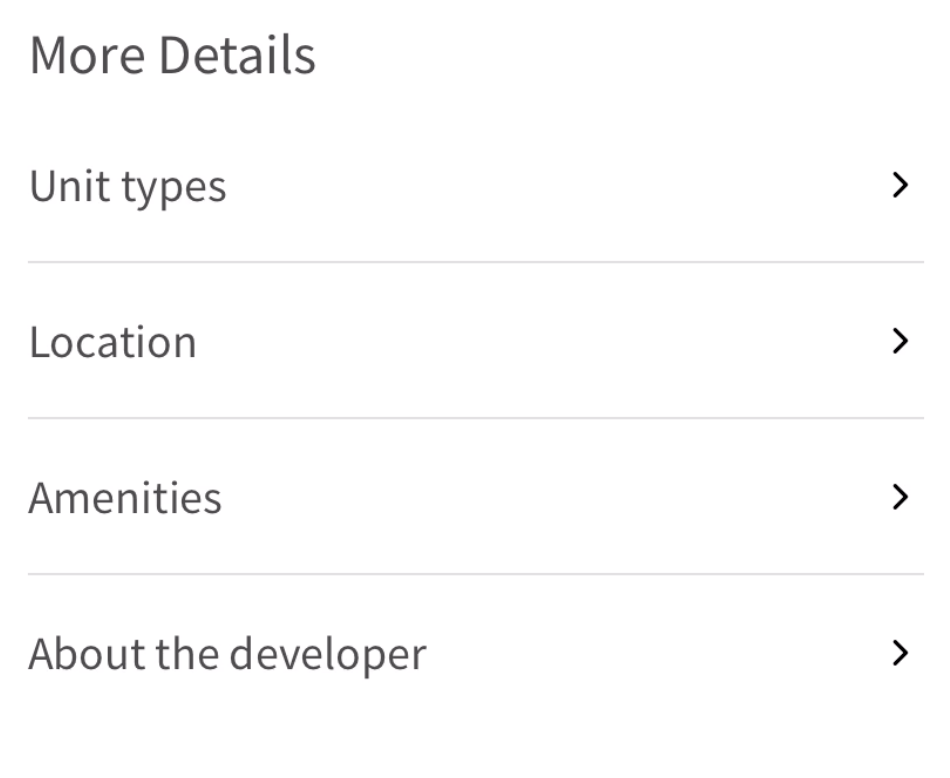 More Details
Unit types
Location
Amenities
About the developer